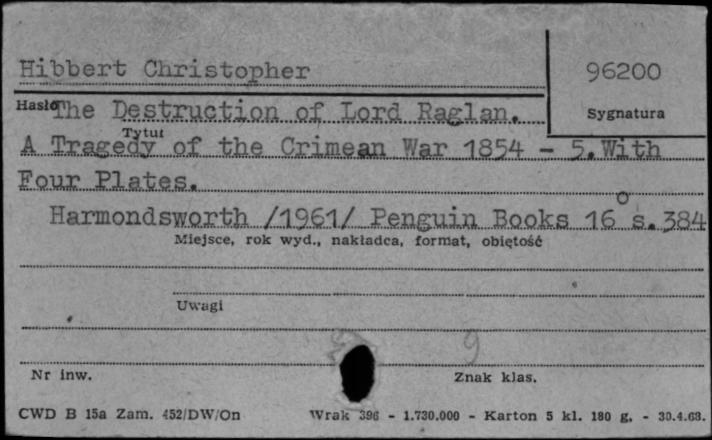 Hibbert Christopher
96200
Hasło
The Destruction of Lord Raglan.
Sygnatura
Tytuł
A Tragedy of the Crimean War 1854 - 5. With
Four Plates.
Harmondsworth /1961/ Penguin Books 16° s. 384
Miejsce, rok wyd., nakładca, format, objętość
Uwagi
9
Nr inw.
Znak klas.
CWD B 15a Zam. 452/DW/On Wrak 396 - 1.730.000 - Karton 5 kl. 180 g. - 30.4.63.